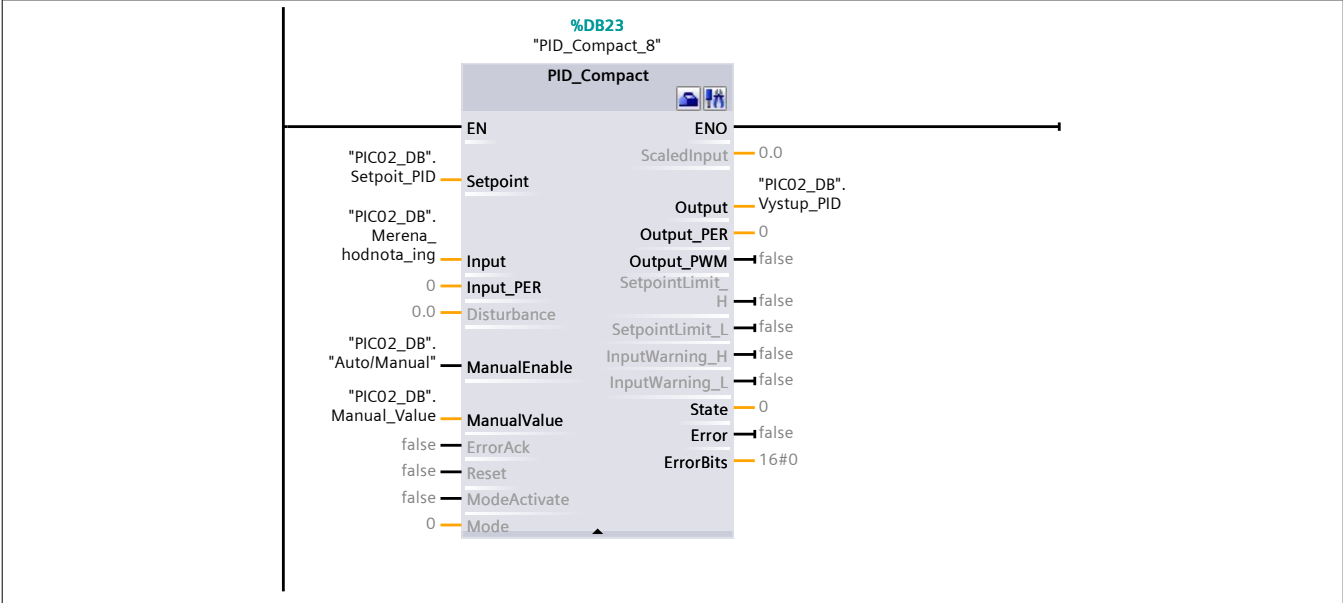 %DB23
"PID_Compact_8"
PID_Compact
EN
ENO
ScaledInput
0.0
"PIC02_DB".
Setpoit_PID
Setpoint
"PIC02_DB".
Vystup_PID
Output
Output_PER
0
"PIC02_DB".
Merena_
hodnota_ing
Input
Output_PWM
false
0
Input_PER
SetpointLimit_
H
false
0.0
Disturbance
SetpointLimit_L
false
"PIC02_DB".
"Auto/Manual"
ManualEnable
InputWarning_H
false
InputWarning_L
false
"PIC02_DB".
Manual_Value
ManualValue
State
0
Error
false
false
ErrorAck
ErrorBits
16#0
false
Reset
false
ModeActivate
0
Mode